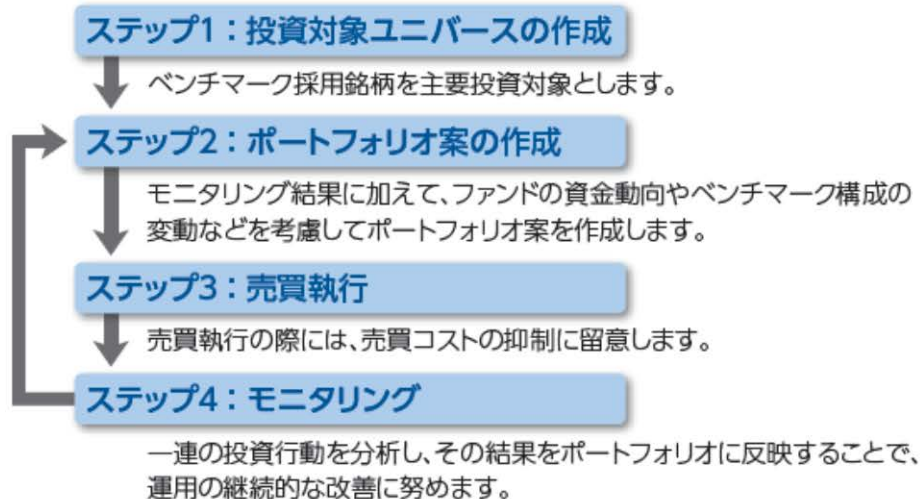 ステップ1：投資対象ユニバースの作成
ベンチマーク採用銘柄を主要投資対象とします。
ステップ2：ポートフォリオ案の作成
モニタリング結果に加えて、ファンドの資金動向やベンチマーク構成の
変動などを考慮してポートフォリオ案を作成します。
ステップ3：売買執行
売買執行の際には、売買コストの抑制に留意します。
ステップ4：モニタリング
一連の投資行動を分析し、その結果をポートフォリオに反映することで、
運用の継続的な改善に努めます。